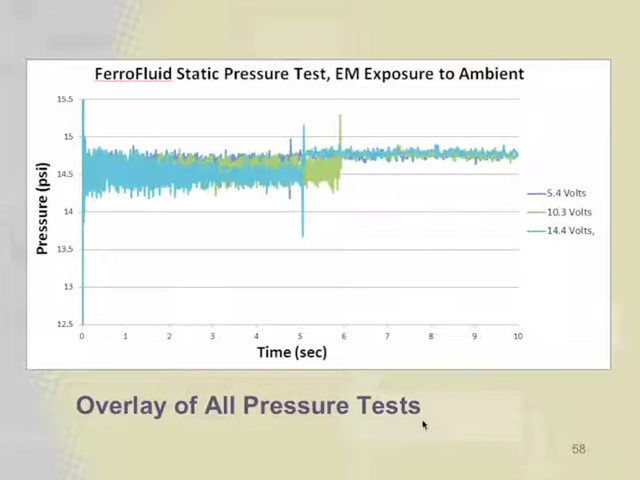 FerroFluid Static Pressure Test, EM Exposure to Ambient
15.5
15
14.5
14
13.5
13
12.5
Pressure (psi)
0 1 2 3 4 5 6 7 8 9 10
Time (sec)
5.4 Volts
10.3 Volts
14.4 Volts,
Overlay of All Pressure Tests
58